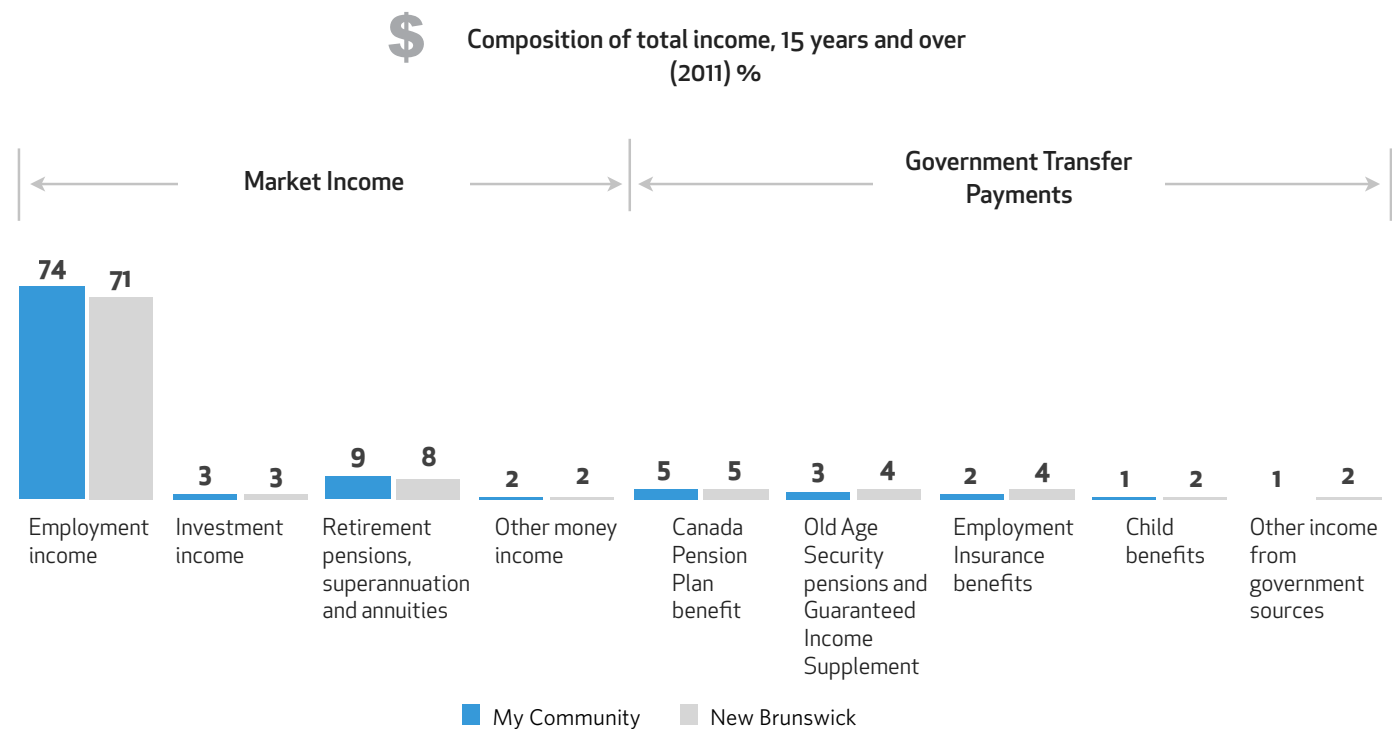 $
Composition of total income, 15 years and over
(2011) %
Market Income
Government Transfer
Payments
74
71
3
3
9
8
2
2
5
5
3
4
2
4
1
2
1
2
Employment
income
Investment
income
Retirement
pensions,
superannuation
and annuities
Other money
income
Canada
Pension
Plan
benefit
Old Age
Security
pensions and
Guaranteed
Income
Supplement
Employment
Insurance
benefits
Child
benefits
Other income
from
government
sources
My Community
New Brunswick